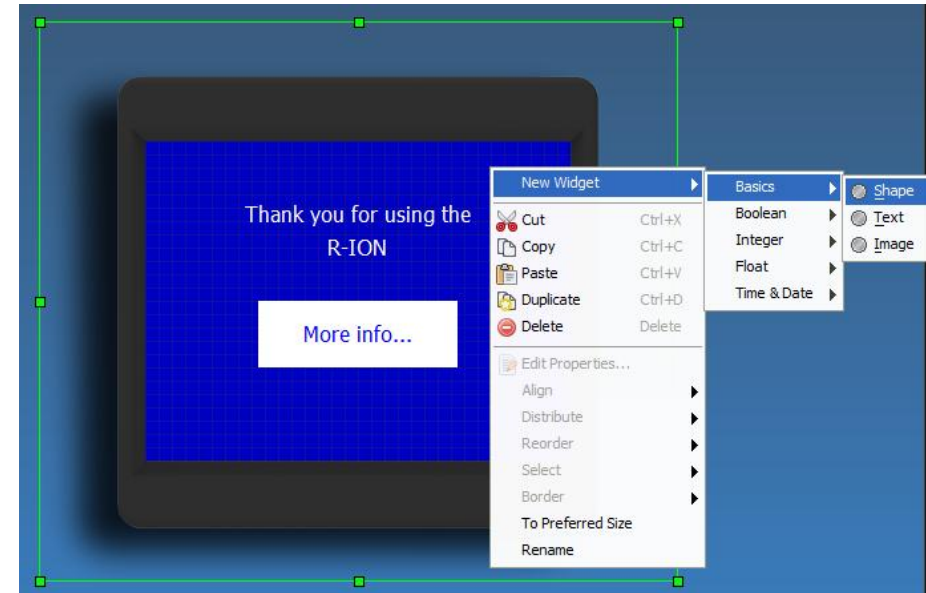 Thank you for using the
R-ION
More info...
New Widget
Cut Ctrl+X
Copy Ctrl+C
Paste Ctrl+V
Duplicate Ctrl+D
Delete Delete
Edit Properties...
Align
Distribute
Reorder
Select
Border
To Preferred Size
Rename
Basics
Boolean
Integer
Float
Time & Date
Shape
Text
Image